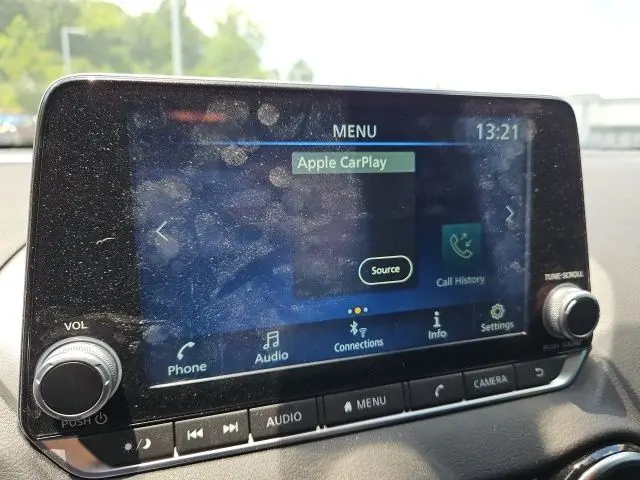 MENU
13:21
Apple CarPlay
Source
Call History
TUNE•SCROLL
VOL
Phone
Audio
Connections
Info
Settings
PUSH
AUDIO
MENU
CAMERA